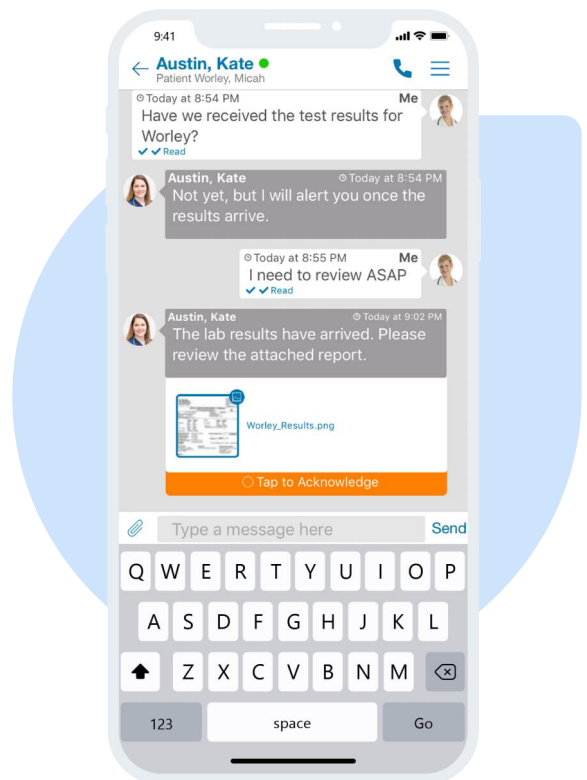 9:41
Austin, Kate
Patient Worley, Micah
Today at 8:54 PM Me
Have we received the test results for
Worley?
Read
Austin, Kate Today at 8:54 PM
Not yet, but I will alert you once the
results arrive.
Today at 8:55 PM Me
I need to review ASAP
Read
Austin, Kate Today at 9:02 PM
The lab results have arrived. Please
review the attached report.
Worley_Results.png
Tap to Acknowledge
Type a message here Send
Q W E R T Y U I O P
A S D F G H J K L
Z X C V B N M
123 space Go